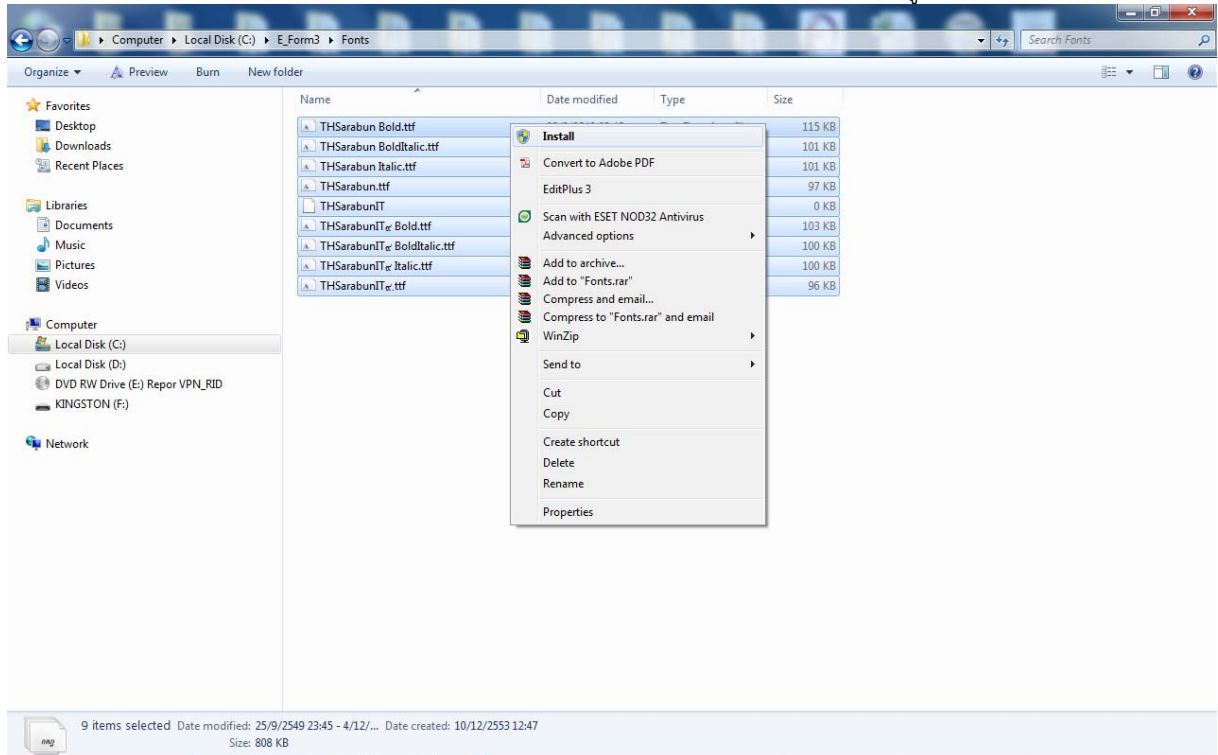 Computer ▸ Local Disk (C:) ▸ E_Form3 ▸ Fonts
Search Fonts
Organize Preview Burn New folder
Favorites
Desktop
Downloads
Recent Places
Libraries
Documents
Music
Pictures
Videos
Computer
Local Disk (C:)
Local Disk (D:)
DVD RW Drive (E:) Repor VPN_RID
KINGSTON (F:)
Network
Name Date modified Type Size
THSarabun Bold.ttf 115 KB
THSarabun BoldItalic.ttf 101 KB
THSarabun Italic.ttf 101 KB
THSarabun.ttf 97 KB
THSarabunIT 0 KB
THSarabunIT๙ Bold.ttf 103 KB
THSarabunIT๙ BoldItalic.ttf 100 KB
THSarabunIT๙ Italic.ttf 100 KB
THSarabunIT๙.ttf 96 KB
Install
Convert to Adobe PDF
EditPlus 3
Scan with ESET NOD32 Antivirus
Advanced options
Add to archive...
Add to "Fonts.rar"
Compress and email...
Compress to "Fonts.rar" and email
WinZip
Send to
Cut
Copy
Create shortcut
Delete
Rename
Properties
9 items selected Date modified: 25/9/2549 23:45 - 4/12/... Date created: 10/12/2553 12:47
Size: 808 KB